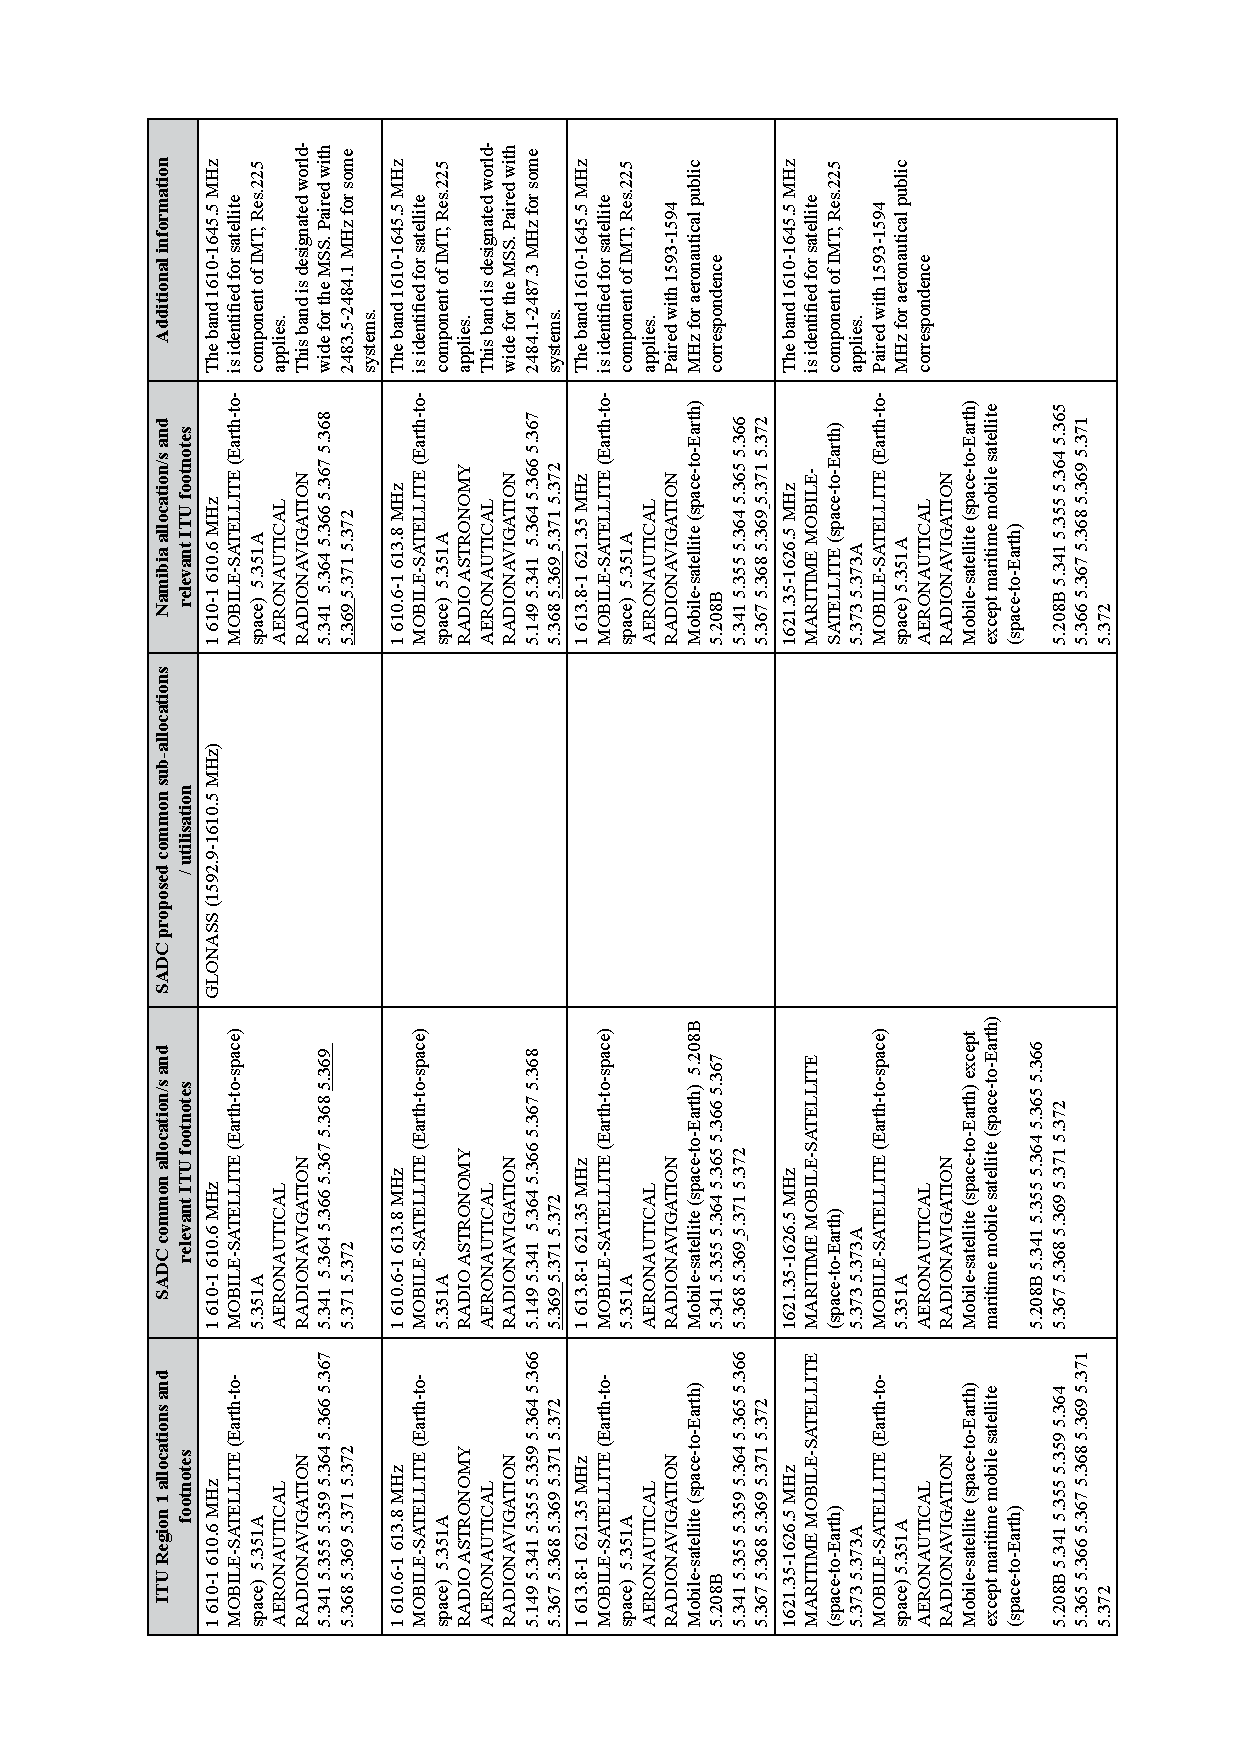 ITU Region 1 allocations and
footnotes
SADC common allocation/s and
relevant ITU footnotes
SADC proposed common sub-allocations
/ utilisation
Namibia allocation/s and
relevant ITU footnotes
Additional information
1 610-1 610.6 MHz
MOBILE-SATELLITE (Earth-to-
space) 5.351A
AERONAUTICAL
RADIONAVIGATION
5.341 5.355 5.359 5.364 5.366 5.367
5.368 5.369 5.371 5.372
1 610-1 610.6 MHz
MOBILE-SATELLITE (Earth-to-space)
5.351A
AERONAUTICAL
RADIONAVIGATION
5.341 5.364 5.366 5.367 5.368 5.369
5.371 5.372
GLONASS (1592.9-1610.5 MHz)
1 610-1 610.6 MHz
MOBILE-SATELLITE (Earth-to-
space) 5.351A
AERONAUTICAL
RADIONAVIGATION
5.341 5.364 5.366 5.367 5.368
5.369 5.371 5.372
The band 1610-1645.5 MHz
is identified for satellite
component of IMT, Res.225
applies.
This band is designated world-
wide for the MSS. Paired with
2483.5-2484.1 MHz for some
systems.
1 610.6-1 613.8 MHz
MOBILE-SATELLITE (Earth-to-
space) 5.351A
RADIO ASTRONOMY
AERONAUTICAL
RADIONAVIGATION
5.149 5.341 5.355 5.359 5.364 5.366
5.367 5.368 5.369 5.371 5.372
1 610.6-1 613.8 MHz
MOBILE-SATELLITE (Earth-to-space)
5.351A
RADIO ASTRONOMY
AERONAUTICAL
RADIONAVIGATION
5.149 5.341 5.364 5.366 5.367 5.368
5.369 5.371 5.372
1 610.6-1 613.8 MHz
MOBILE-SATELLITE (Earth-to-
space) 5.351A
RADIO ASTRONOMY
AERONAUTICAL
RADIONAVIGATION
5.149 5.341 5.364 5.366 5.367
5.368 5.369 5.371 5.372
The band 1610-1645.5 MHz
is identified for satellite
component of IMT, Res.225
applies.
This band is designated world-
wide for the MSS. Paired with
2484.1-2487.3 MHz for some
systems.
1 613.8-1 621.35 MHz
MOBILE-SATELLITE (Earth-to-
space) 5.351A
AERONAUTICAL
RADIONAVIGATION
Mobile-satellite (space-to-Earth)
5.208B
5.341 5.355 5.359 5.364 5.365 5.366
5.367 5.368 5.369 5.371 5.372
1 613.8-1 621.35 MHz
MOBILE-SATELLITE (Earth-to-space)
5.351A
AERONAUTICAL
RADIONAVIGATION
Mobile-satellite (space-to-Earth) 5.208B
5.341 5.355 5.364 5.365 5.366 5.367
5.368 5.369 5.371 5.372
1 613.8-1 621.35 MHz
MOBILE-SATELLITE (Earth-to-
space) 5.351A
AERONAUTICAL
RADIONAVIGATION
Mobile-satellite (space-to-Earth)
5.208B
5.341 5.355 5.364 5.365 5.366
5.367 5.368 5.369 5.371 5.372
The band 1610-1645.5 MHz
is identified for satellite
component of IMT, Res.225
applies.
Paired with 1593-1594
MHz for aeronautical public
correspondence
1621.35-1626.5 MHz
MARITIME MOBILE-SATELLITE
(space-to-Earth)
5.373 5.373A
MOBILE-SATELLITE (Earth-to-
space) 5.351A
AERONAUTICAL
RADIONAVIGATION
Mobile-satellite (space-to-Earth)
except maritime mobile satellite
(space-to-Earth)
5.208B 5.341 5.355 5.359 5.364
5.365 5.366 5.367 5.368 5.369 5.371
5.372
1621.35-1626.5 MHz
MARITIME MOBILE-SATELLITE
(space-to-Earth)
5.373 5.373A
MOBILE-SATELLITE (Earth-to-space)
5.351A
AERONAUTICAL
RADIONAVIGATION
Mobile-satellite (space-to-Earth) except
maritime mobile satellite (space-to-Earth)
5.208B 5.341 5.355 5.364 5.365 5.366
5.367 5.368 5.369 5.371 5.372
1621.35-1626.5 MHz
MARITIME MOBILE-
SATELLITE (space-to-Earth)
5.373 5.373A
MOBILE-SATELLITE (Earth-to-
space) 5.351A
AERONAUTICAL
RADIONAVIGATION
Mobile-satellite (space-to-Earth)
except maritime mobile satellite
(space-to-Earth)
5.208B 5.341 5.355 5.364 5.365
5.366 5.367 5.368 5.369 5.371
5.372
The band 1610-1645.5 MHz
is identified for satellite
component of IMT, Res.225
applies.
Paired with 1593-1594
MHz for aeronautical public
correspondence